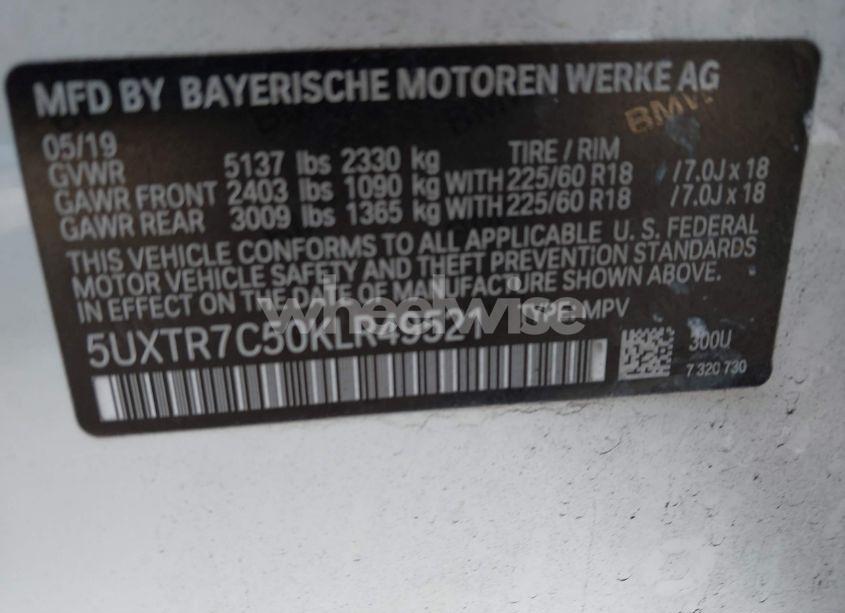 MFD BY BAYERISCHE MOTOREN WERKE AG
BMW
05/19
GVWR 5137 lbs 2330 kg TIRE / RIM
GAWR FRONT 2403 lbs 1090 kg WITH 225/60 R18 /7.0J x 18
GAWR REAR 3009 lbs 1365 kg WITH 225/60 R18 /7.0J x 18
THIS VEHICLE CONFORMS TO ALL APPLICABLE U. S. FEDERAL
MOTOR VEHICLE SAFETY AND THEFT PREVENTION STANDARDS
IN EFFECT ON THE DATE OF MANUFACTURE SHOWN ABOVE
wheelwise
5UXTR7C50KLR49521 TYPE: MPV
300U
7 320 730